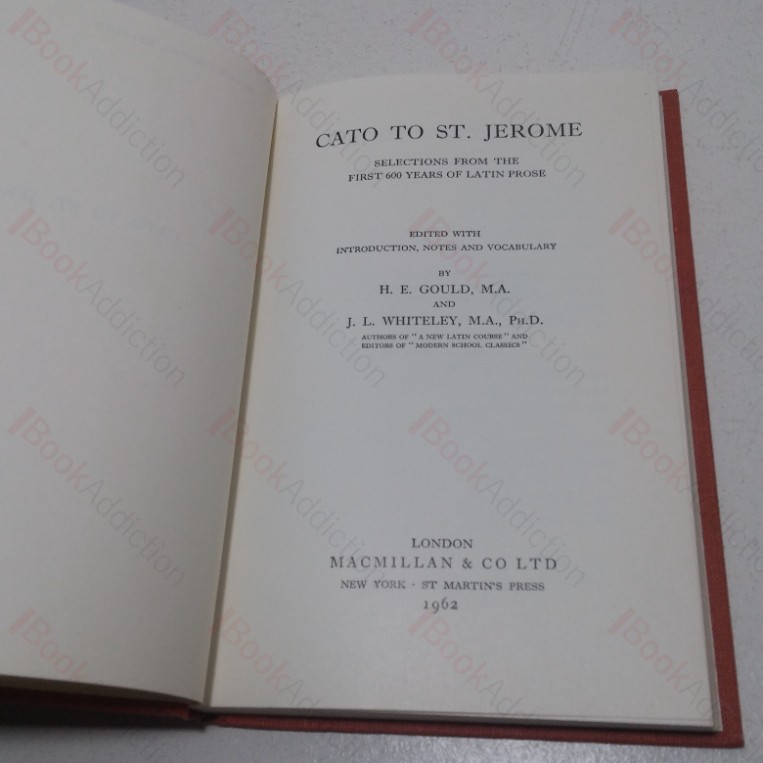 CATO TO ST. JEROME
SELECTIONS FROM THE
FIRST 600 YEARS OF LATIN PROSE
EDITED WITH
INTRODUCTION, NOTES AND VOCABULARY
BY
H. E. GOULD, M.A.
AND
J. L. WHITELEY, M.A., PH.D.
AUTHORS OF "A NEW LATIN COURSE" AND
EDITORS OF "MODERN SCHOOL CLASSICS"
LONDON
MACMILLAN & CO LTD
NEW YORK · ST MARTIN'S PRESS
1962
BookAddiction